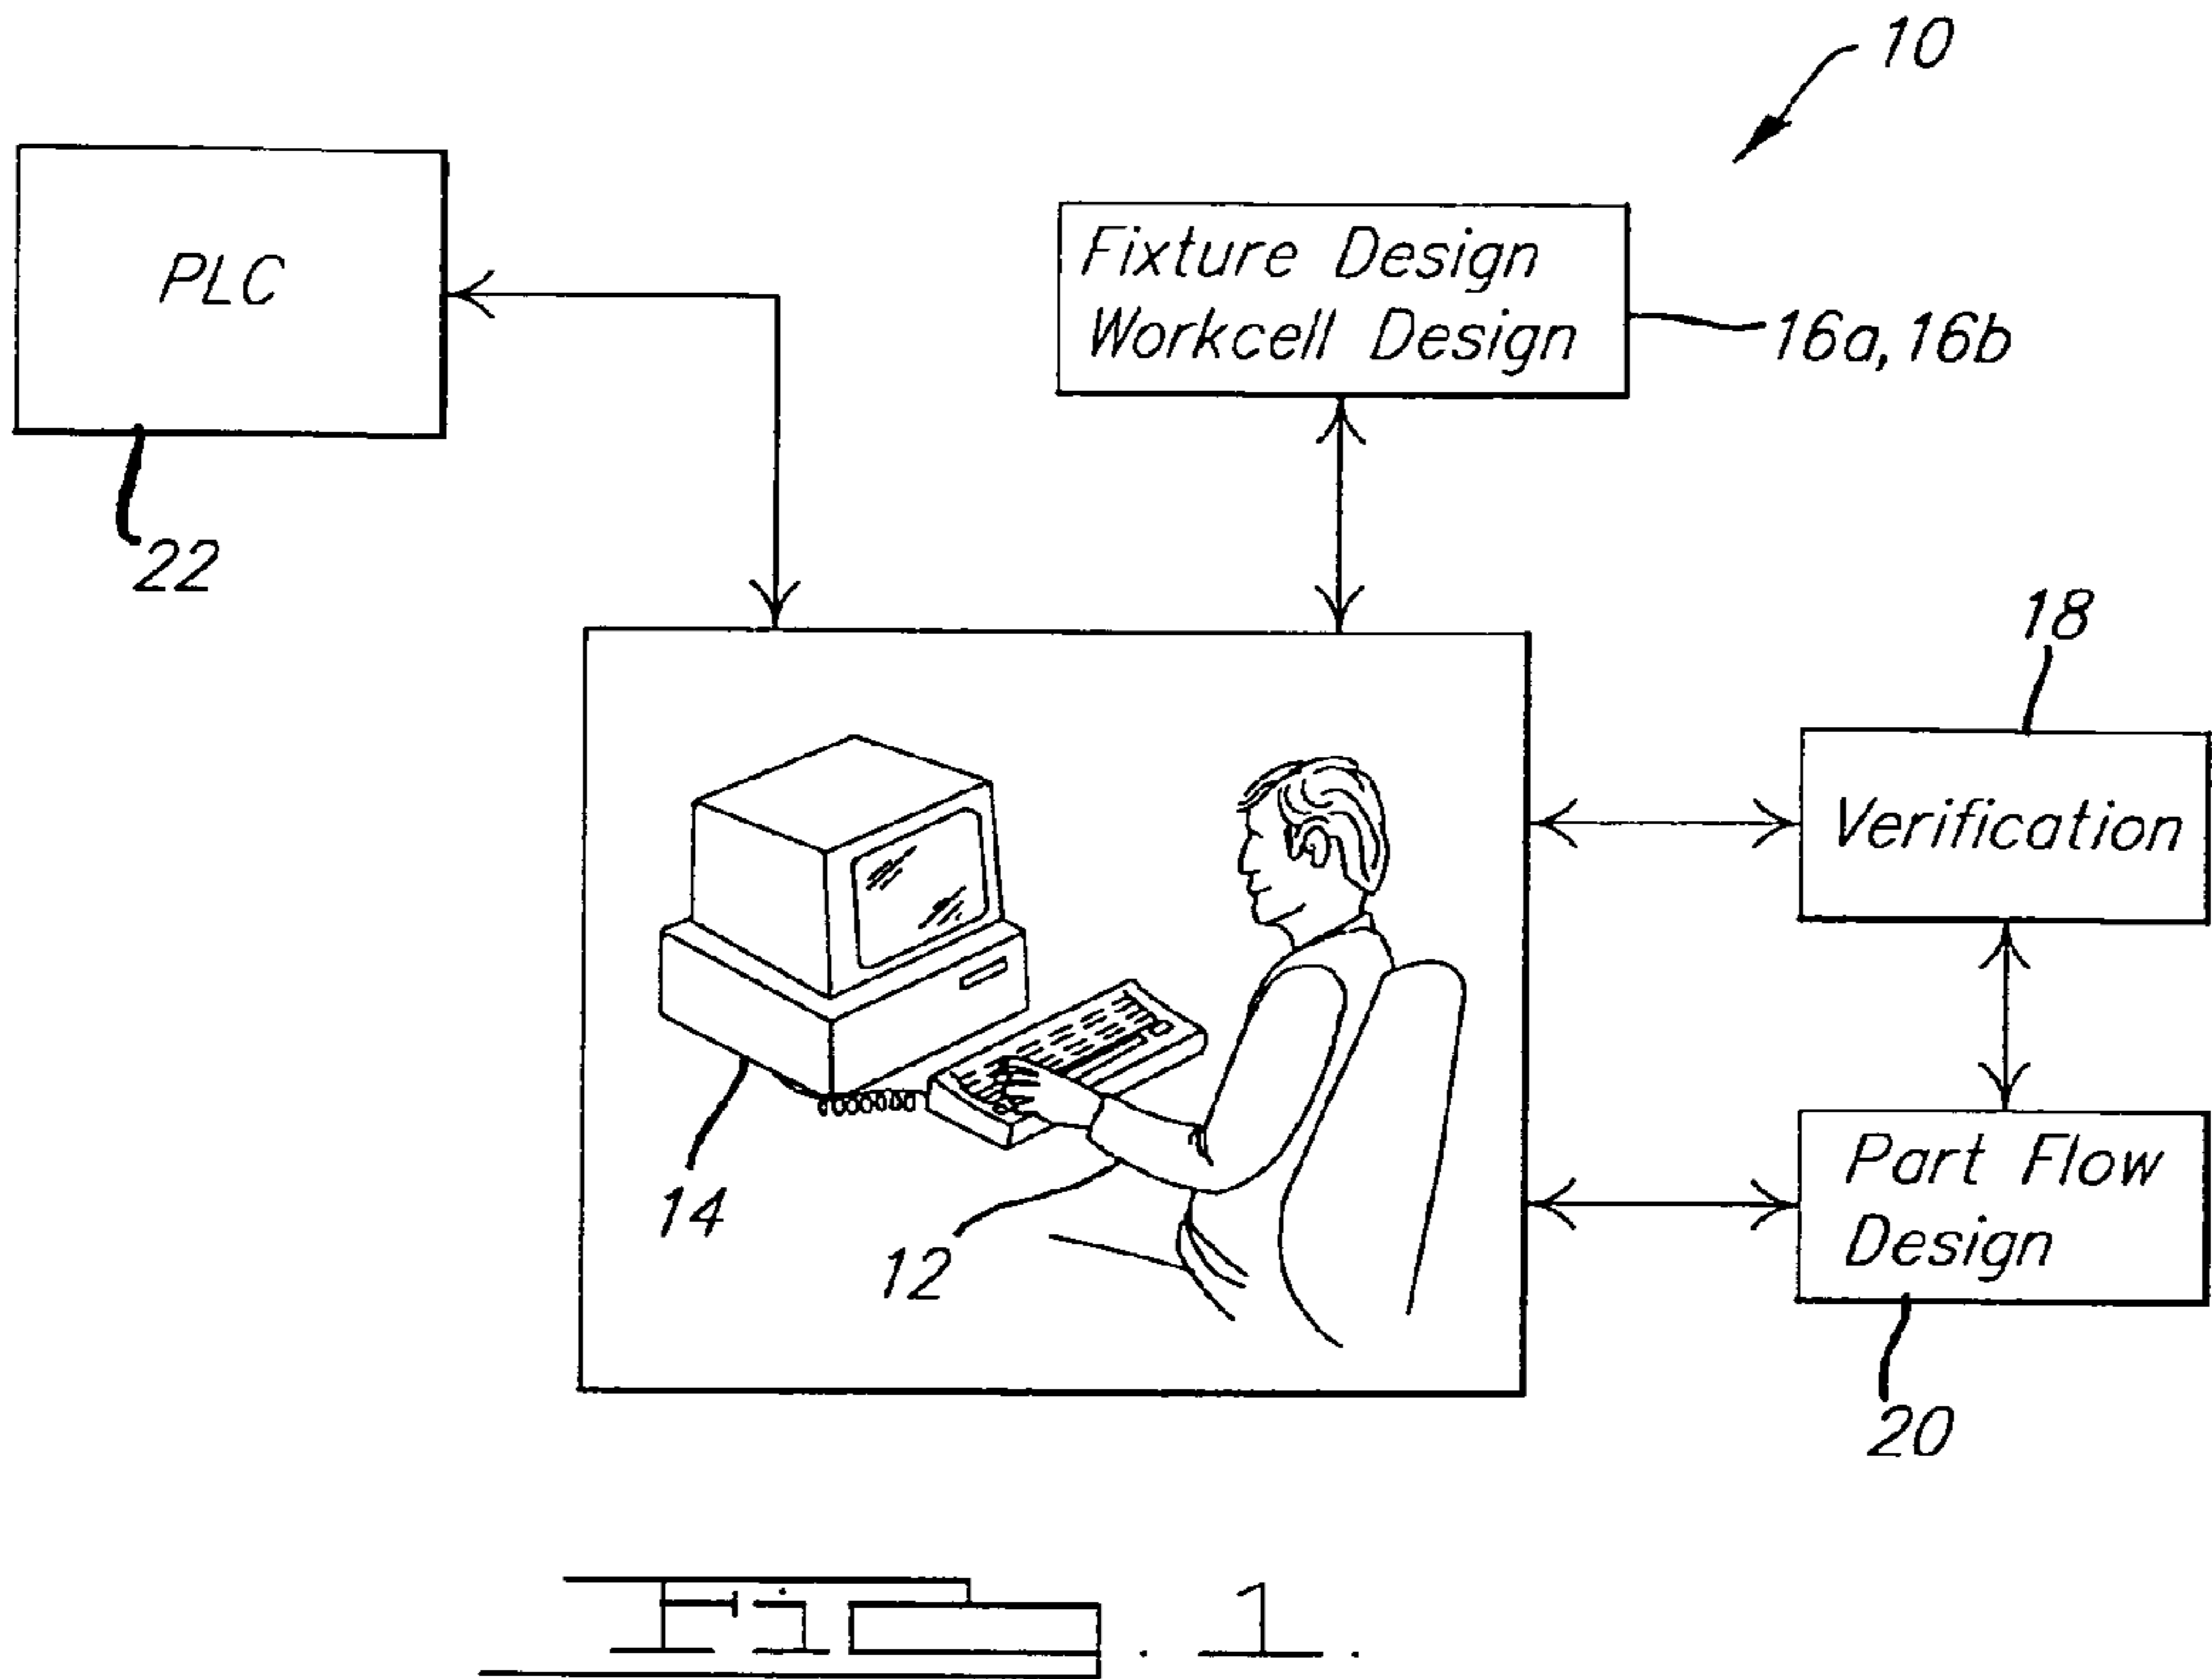 10
PLC
Fixture Design
Workcell Design
16a, 16b
22
18
Verification
Part Flow
Design
14
12
20
Fig. 1.